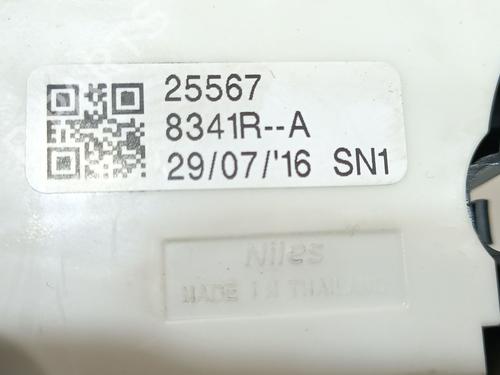 25567
8341R--A
29/07/'16 SN1
Niles
MADE IN THAILAND